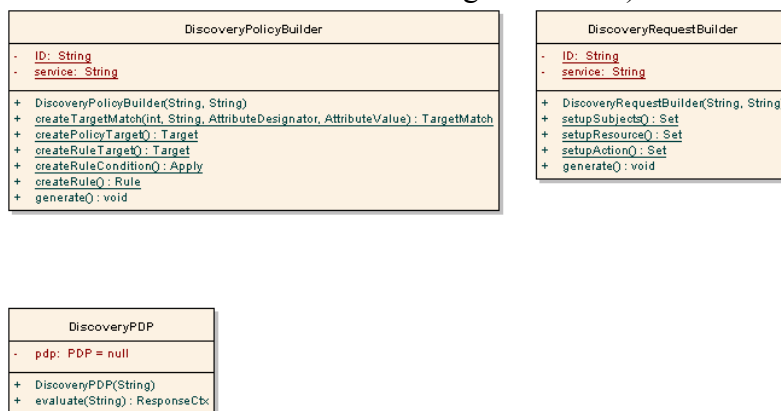 DiscoveryPolicyBuilder
- ID: String
- service: String
+ DiscoveryPolicyBuilder(String, String)
+ createTargetMatch(int, String, AttributeDesignator, AttributeValue) : TargetMatch
+ createPolicyTarget() : Target
+ createRuleTarget() : Target
+ createRuleCondition() : Apply
+ createRule() : Rule
+ generate() : void
DiscoveryRequestBuilder
- ID: String
- service: String
+ DiscoveryRequestBuilder(String, String
+ setupSubjects() : Set
+ setupResource() : Set
+ setupAction() : Set
+ generate() : void
DiscoveryPDP
- pdp: PDP = null
+ DiscoveryPDP(String)
+ evaluate(String) : ResponseCtx